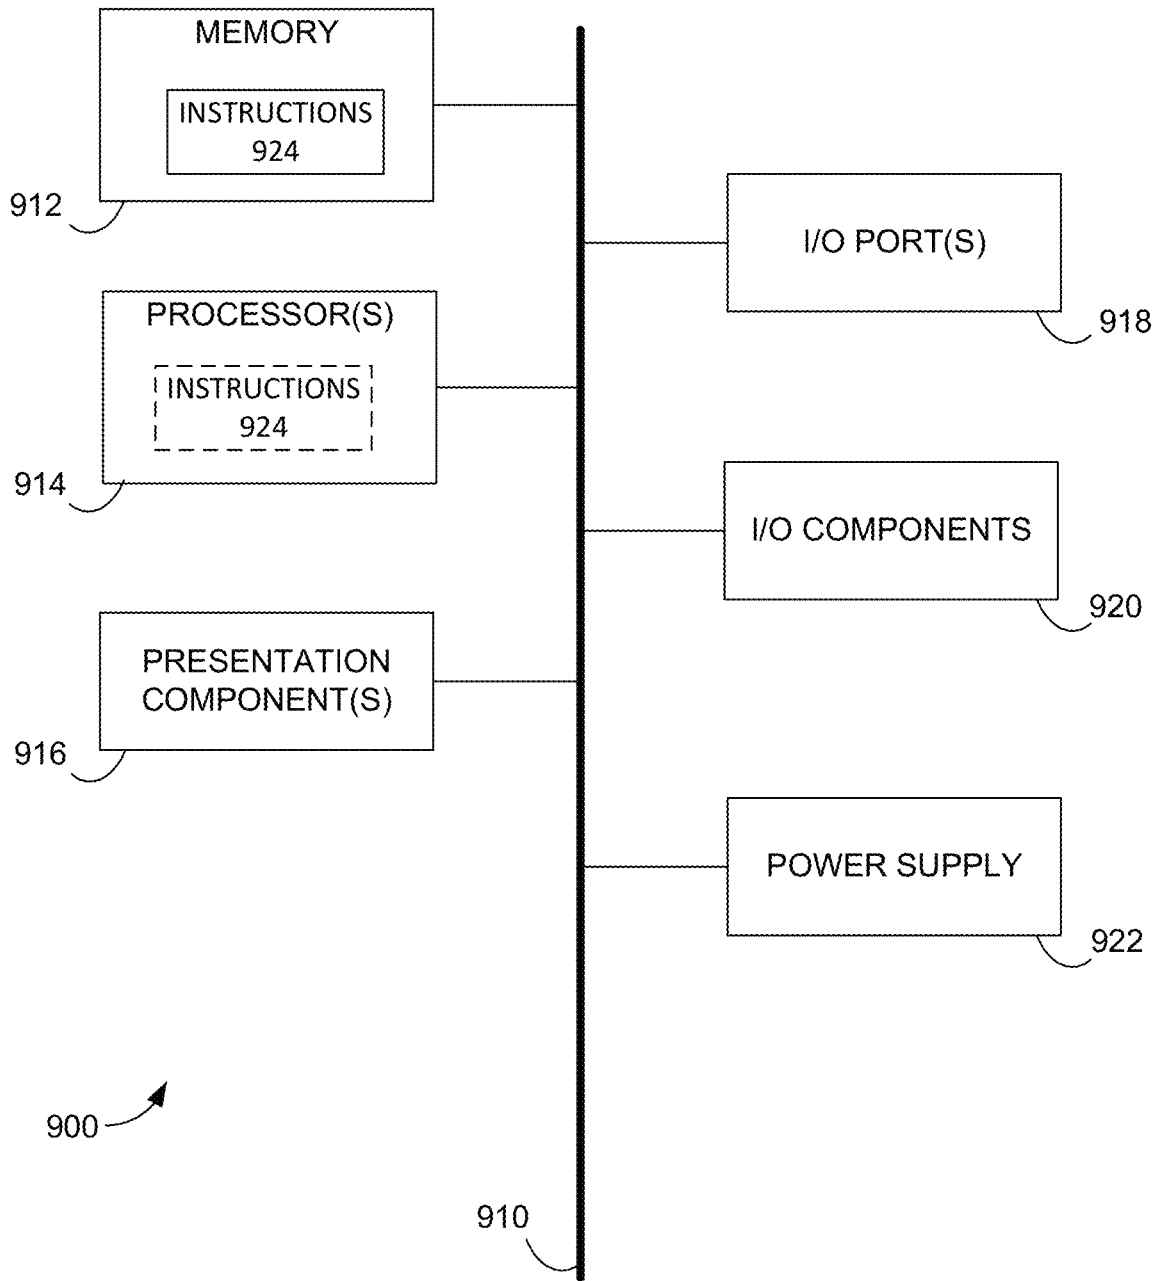 MEMORY
INSTRUCTIONS
924
912
PROCESSOR(S)
INSTRUCTIONS
924
914
PRESENTATION
COMPONENT(S)
916
I/O PORT(S)
918
I/O COMPONENTS
920
POWER SUPPLY
922
900
910